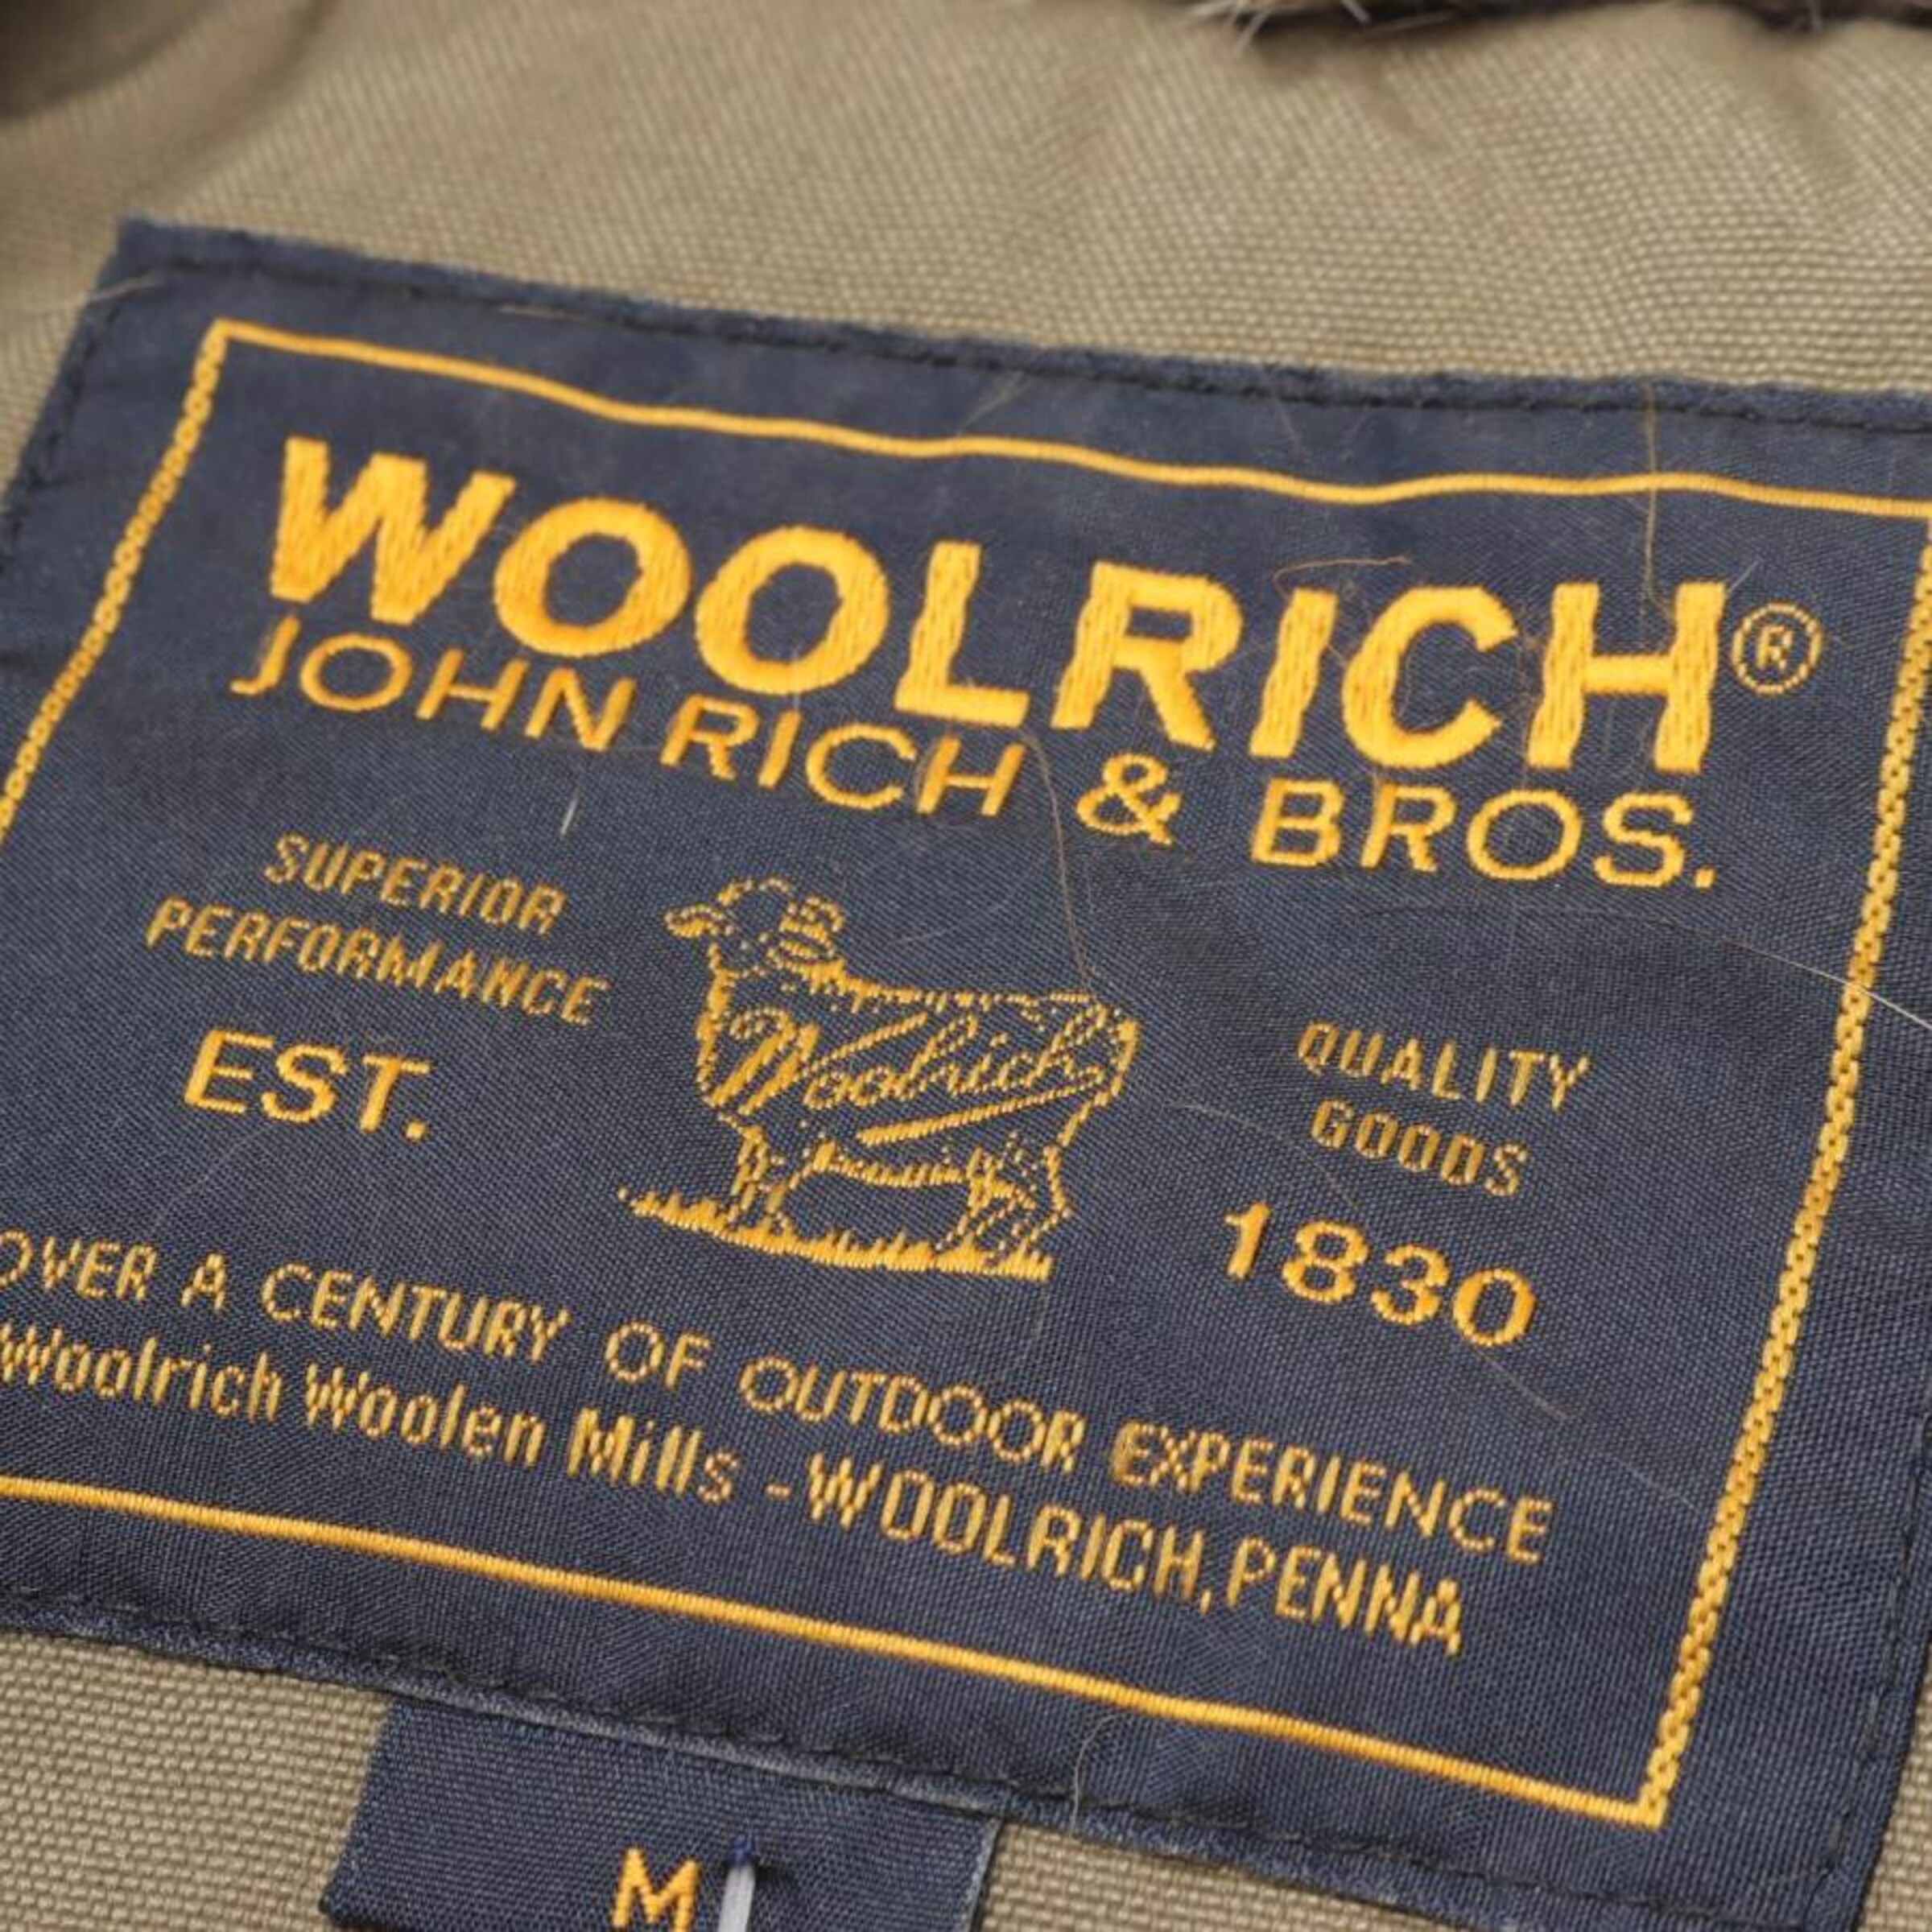 WOOLRICH®
JOHN RICH & BROS.
SUPERIOR
PERFORMANCE
EST.
Woolrich
QUALITY
GOODS
1830
OVER A CENTURY OF OUTDOOR EXPERIENCE
Woolrich Woolen Mills - WOOLRICH, PENNA
M